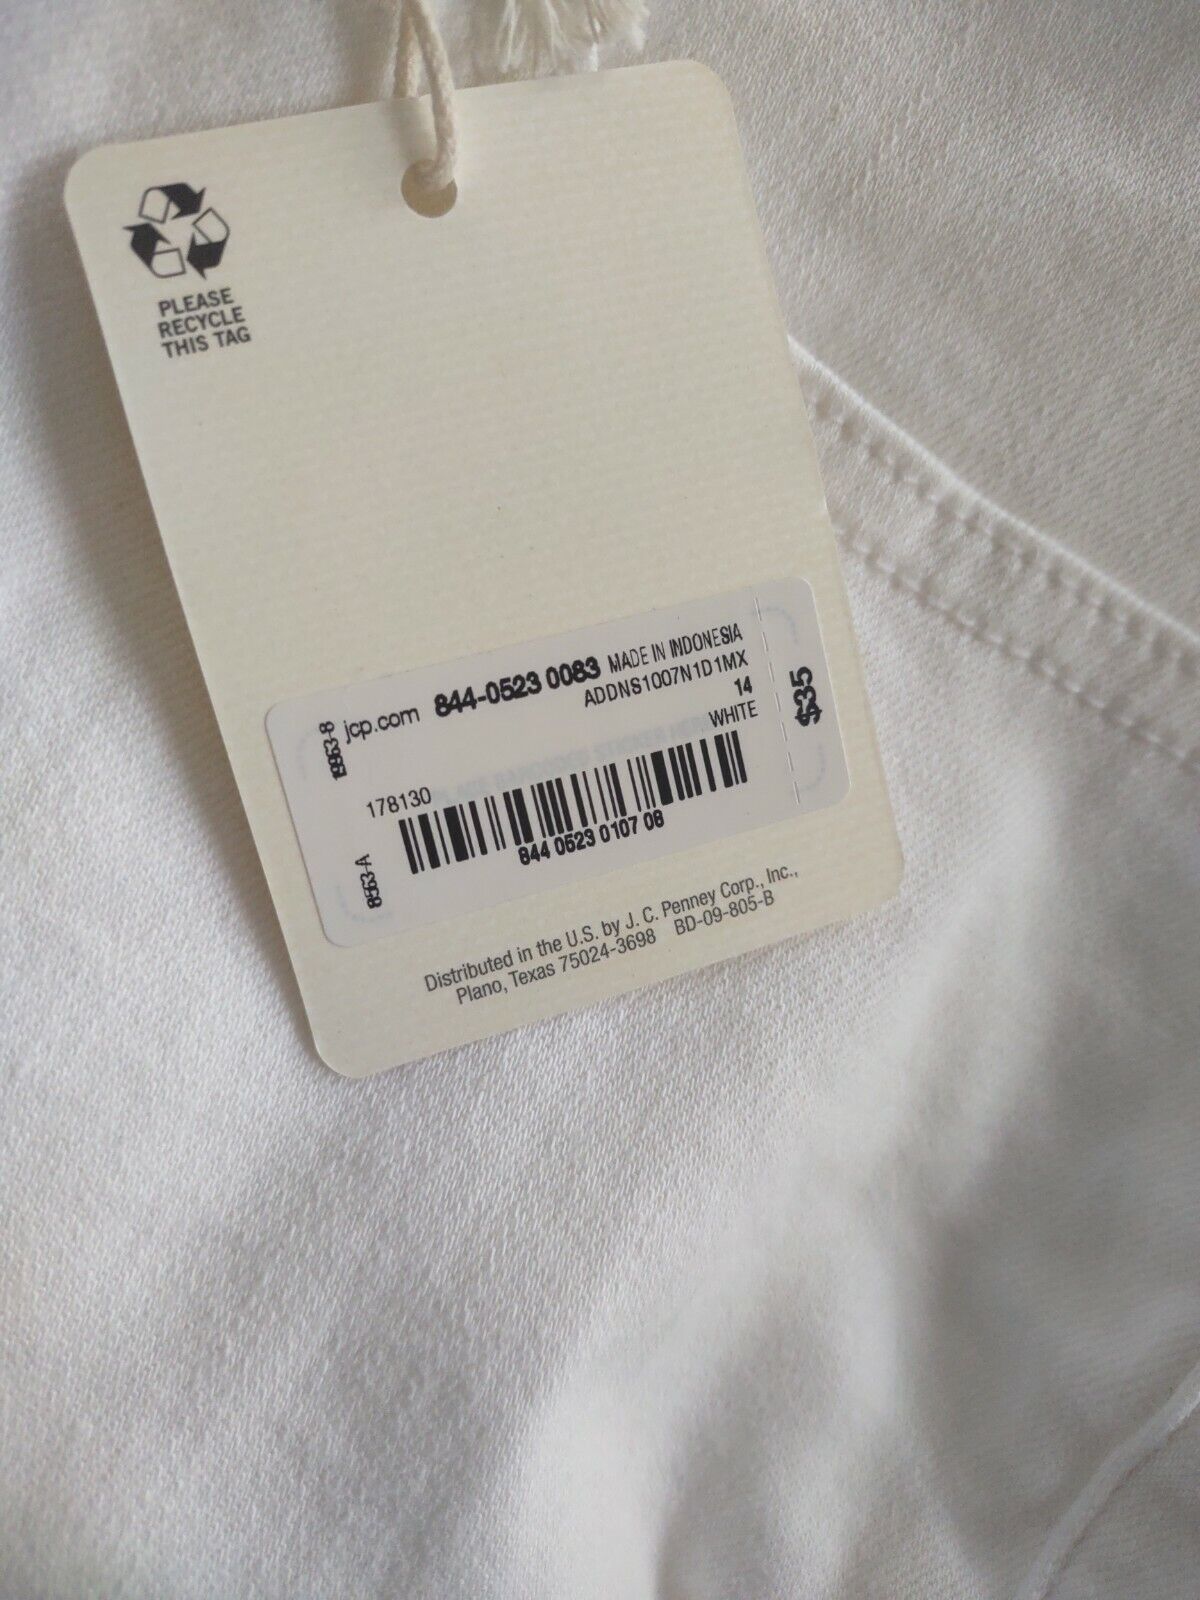 PLEASE
RECYCLE
THIS TAG
jcp.com 844-0523 0083 MADE IN INDONESIA
ADDNS1007N1D1MX
14
WHITE
$35
178130
844 0523 0107 08
8563-A
Distributed in the U.S. by J. C. Penney Corp., Inc.,
Plano, Texas 75024-3698 BD-09-805-B